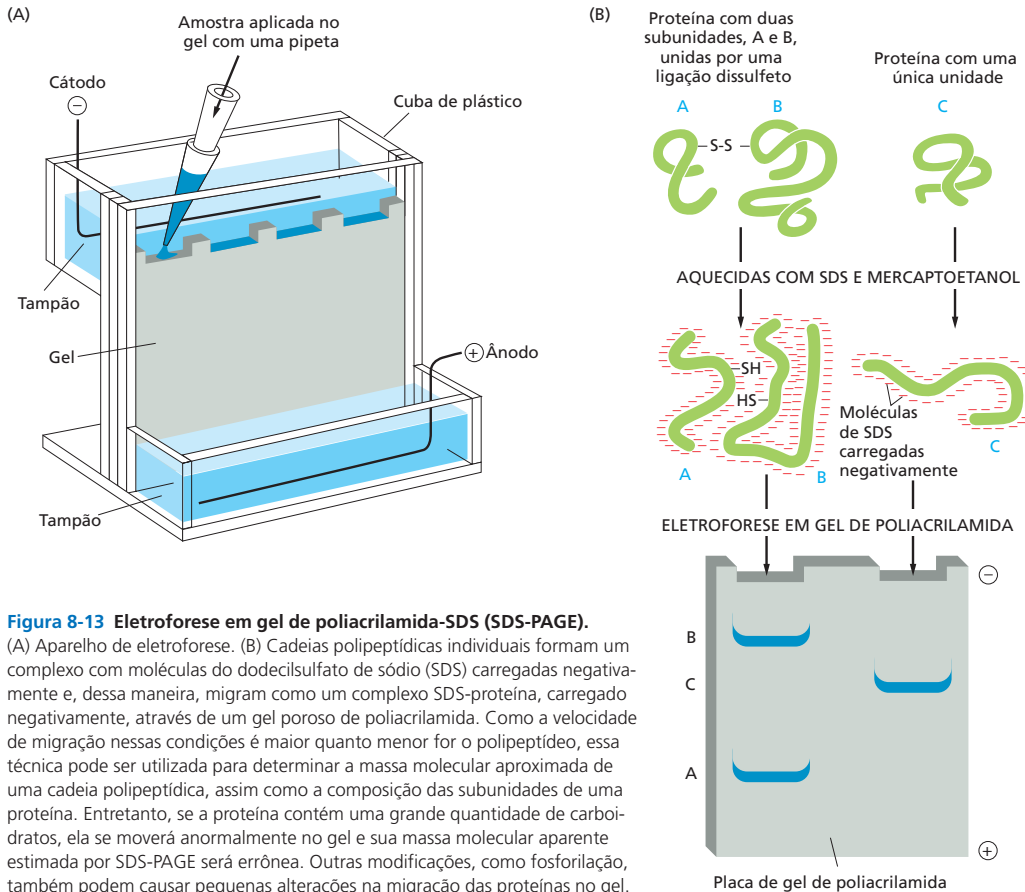 (A)
Amostra aplicada no
gel com uma pipeta
Cátodo
−
Cuba de plástico
Tampão
Gel
+ Ânodo
Tampão
(B)
Proteína com duas
subunidades, A e B,
unidas por uma
ligação dissulfeto
Proteína com uma
única unidade
A
B
C
S-S
AQUECIDAS COM SDS E MERCAPTOETANOL
SH
HS
Moléculas
de SDS
carregadas
negativamente
A
B
C
ELETROFORESE EM GEL DE POLIACRILAMIDA
−
B
C
A
+
Placa de gel de poliacrilamida
Figura 8-13 Eletroforese em gel de poliacrilamida-SDS (SDS-PAGE).
(A) Aparelho de eletroforese. (B) Cadeias polipeptídicas individuais formam um
complexo com moléculas do dodecilsulfato de sódio (SDS) carregadas negativa-
mente e, dessa maneira, migram como um complexo SDS-proteína, carregado
negativamente, através de um gel poroso de poliacrilamida. Como a velocidade
de migração nessas condições é maior quanto menor for o polipeptídeo, essa
técnica pode ser utilizada para determinar a massa molecular aproximada de
uma cadeia polipeptídica, assim como a composição das subunidades de uma
proteína. Entretanto, se a proteína contém uma grande quantidade de carboi-
dratos, ela se moverá anormalmente no gel e sua massa molecular aparente
estimada por SDS-PAGE será errônea. Outras modificações, como fosforilação,
também podem causar pequenas alterações na migração das proteínas no gel.